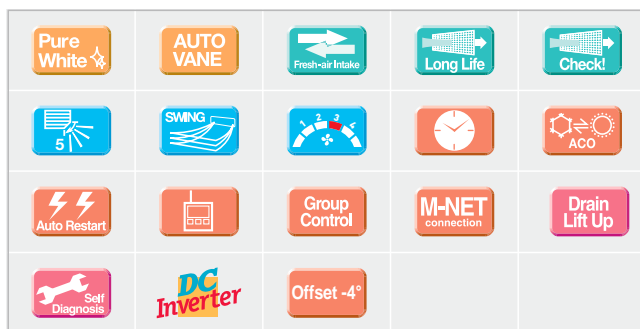 Pure
White
AUTO
VANE
Fresh-air Intake
Long Life
Check!
5
SWING
1 2 3 4
ACO
Auto Restart
Group
Control
M-NET
connection
Drain
Lift Up
Self
Diagnosis
DC
Inverter
Offset -4°